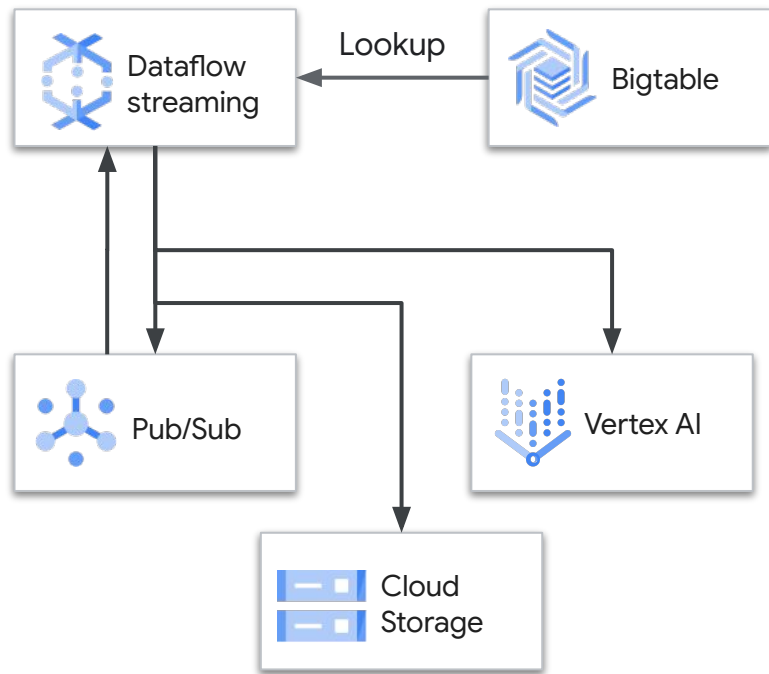 Lookup
Dataflow
streaming
Bigtable
Pub/Sub
Vertex AI
Cloud
Storage